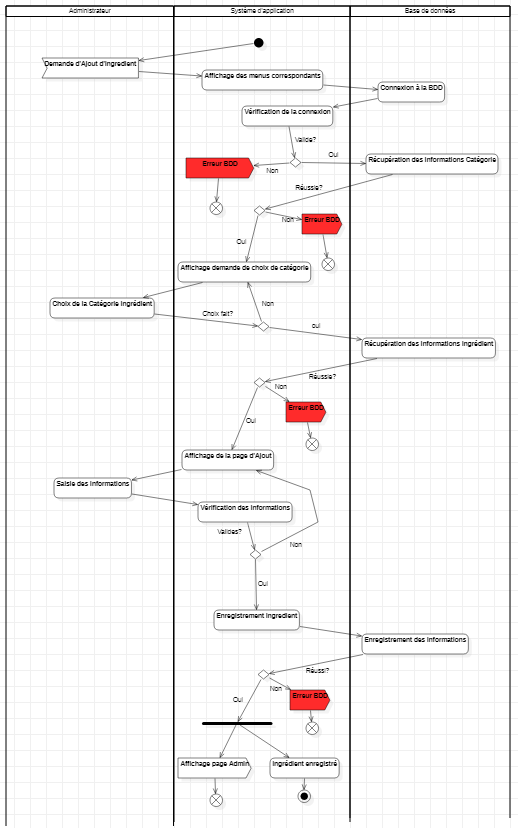 Administrateur
Système d'application
Base de données
Demande d'Ajout d'Ingredient
Affichage des menus correspondants
Connexion à la BDD
Vérification de la connexion
Valide?
Oui
Récupération des Informations Catégorie
Erreur BDD
Non
Réussie?
Non
Erreur BDD
Oui
Affichage demande de choix de catégorie
Choix de la Catégorie Ingrédient
Non
Choix fait?
oui
Récupération des Informations Ingrédient
Réussie?
Non
Erreur BDD
Oui
Affichage de la page d'Ajout
Saisie des Informations
Vérification des Informations
Valides?
Non
Oui
Enregistrement Ingredient
Enregistrement des Informations
Réussi?
Non
Erreur BDD
Oui
Affichage page Admin
Ingrédient enregistré